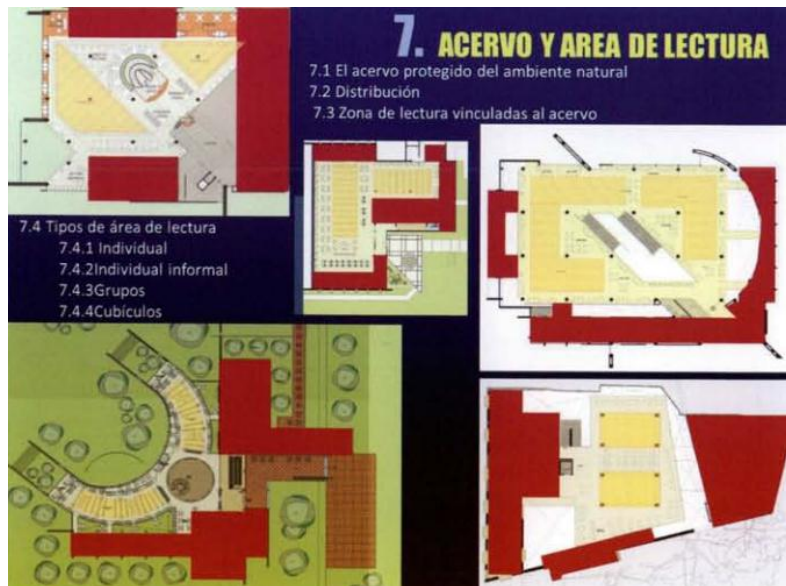 7. ACERVO Y AREA DE LECTURA
7.1 El acervo protegido del ambiente natural
7.2 Distribución
7.3 Zona de lectura vinculadas al acervo
7.4 Tipos de área de lectura
7.4.1 Individual
7.4.2Individual informal
7.4.3Grupos
7.4.4Cubículos